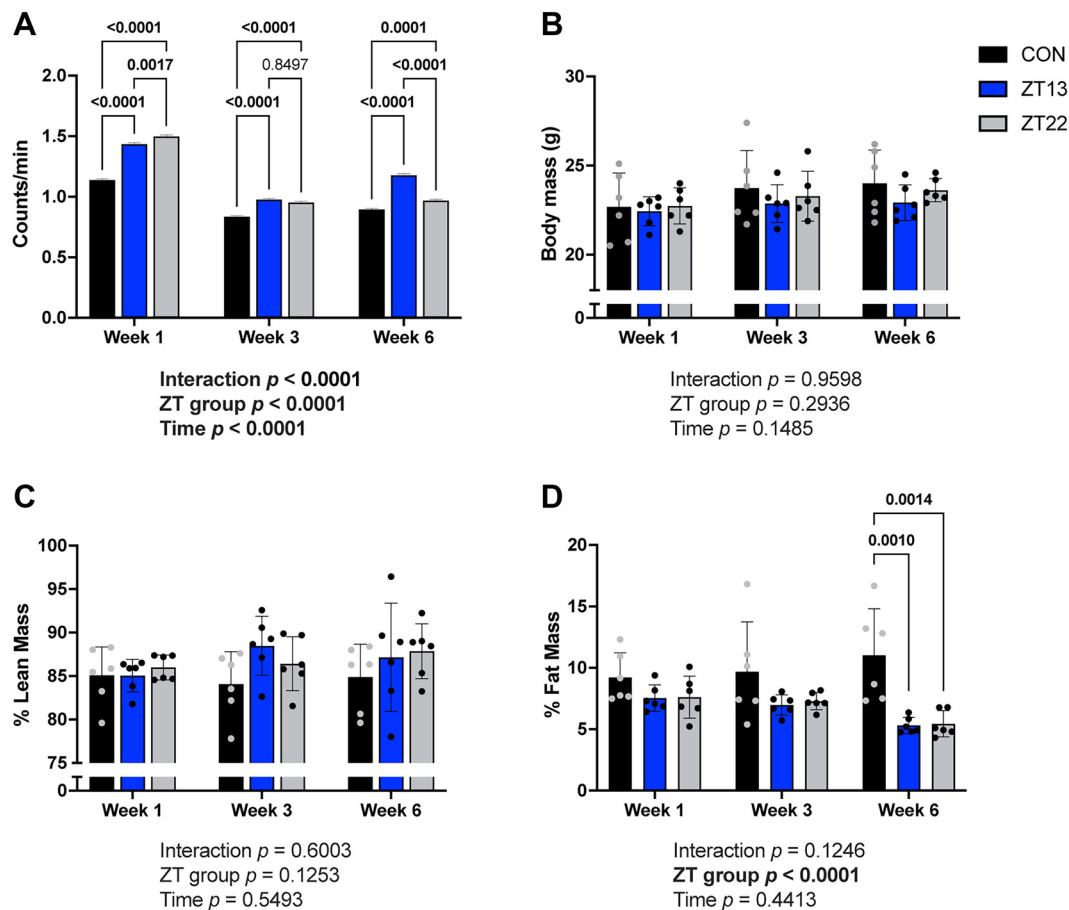 A
<0.0001
<0.0001
0.0001
0.0017
0.8497
<0.0001
<0.0001
<0.0001
<0.0001
Counts/min
2.0
1.5
1.0
0.5
0.0
Week 1
Week 3
Week 6
Interaction p < 0.0001
ZT group p < 0.0001
Time p < 0.0001
B
CON
ZT13
ZT22
Body mass (g)
30
25
20
0
Week 1
Week 3
Week 6
Interaction p = 0.9598
ZT group p = 0.2936
Time p = 0.1485
C
% Lean Mass
100
95
90
85
80
75
0
Week 1
Week 3
Week 6
Interaction p = 0.6003
ZT group p = 0.1253
Time p = 0.5493
D
0.0014
0.0010
% Fat Mass
20
15
10
5
0
Week 1
Week 3
Week 6
Interaction p = 0.1246
ZT group p < 0.0001
Time p = 0.4413